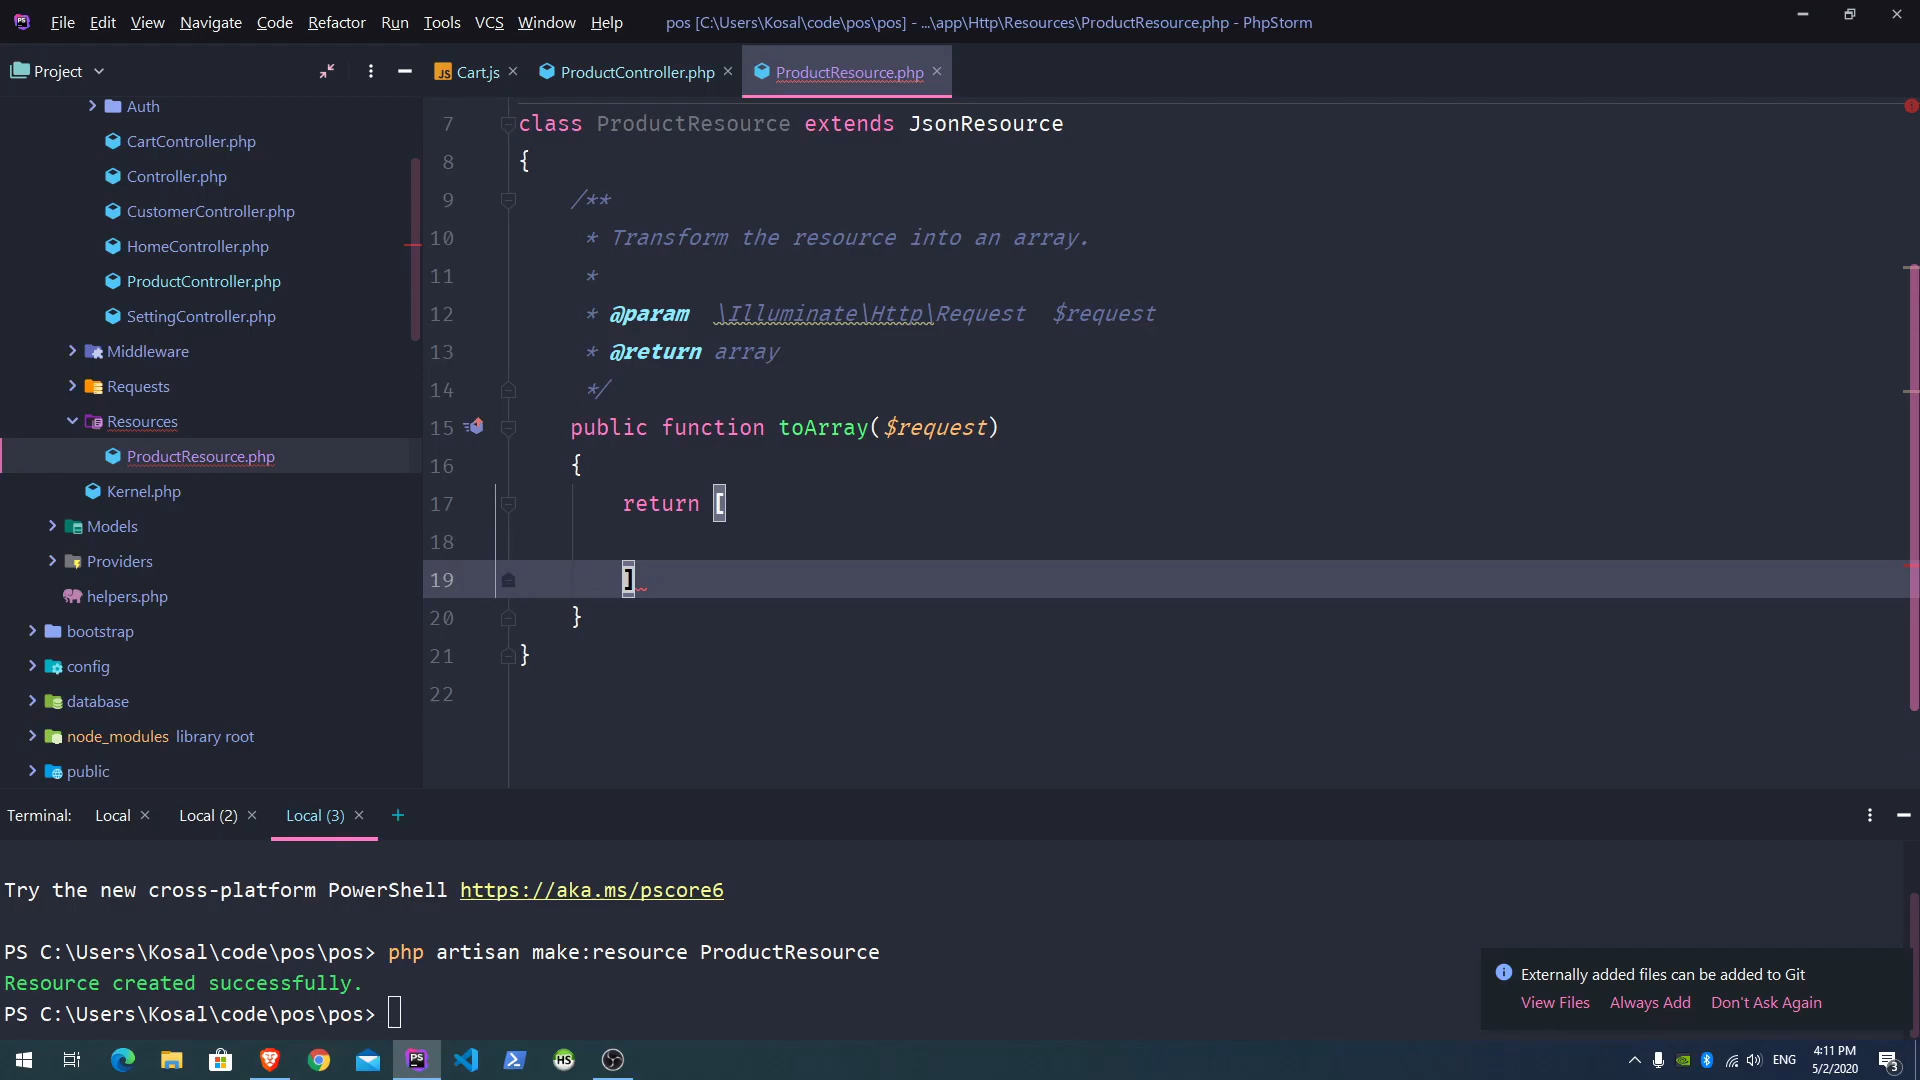 File Edit View Navigate Code Refactor Run Tools VCS Window Help pos [C:\Users\Kosal\code\pos\pos] - ...\app\Http\Resources\ProductResource.php - PhpStorm
Project
Cart.js ProductController.php ProductResource.php
Auth
CartController.php
Controller.php
CustomerController.php
HomeController.php
ProductController.php
SettingController.php
Middleware
Requests
Resources
ProductResource.php
Kernel.php
Models
Providers
helpers.php
bootstrap
config
database
node_modules library root
public
7 class ProductResource extends JsonResource
8 {
9 /**
10 * Transform the resource into an array.
11 *
12 * @param \Illuminate\Http\Request $request
13 * @return array
14 */
15 public function toArray($request)
16 {
17 return [
18
19 ]
20 }
21 }
22
Terminal: Local Local (2) Local (3) +
Try the new cross-platform PowerShell https://aka.ms/pscore6
PS C:\Users\Kosal\code\pos\pos> php artisan make:resource ProductResource
Resource created successfully.
PS C:\Users\Kosal\code\pos\pos>
Externally added files can be added to Git
View Files Always Add Don't Ask Again
ENG
4:11 PM
5/2/2020
3